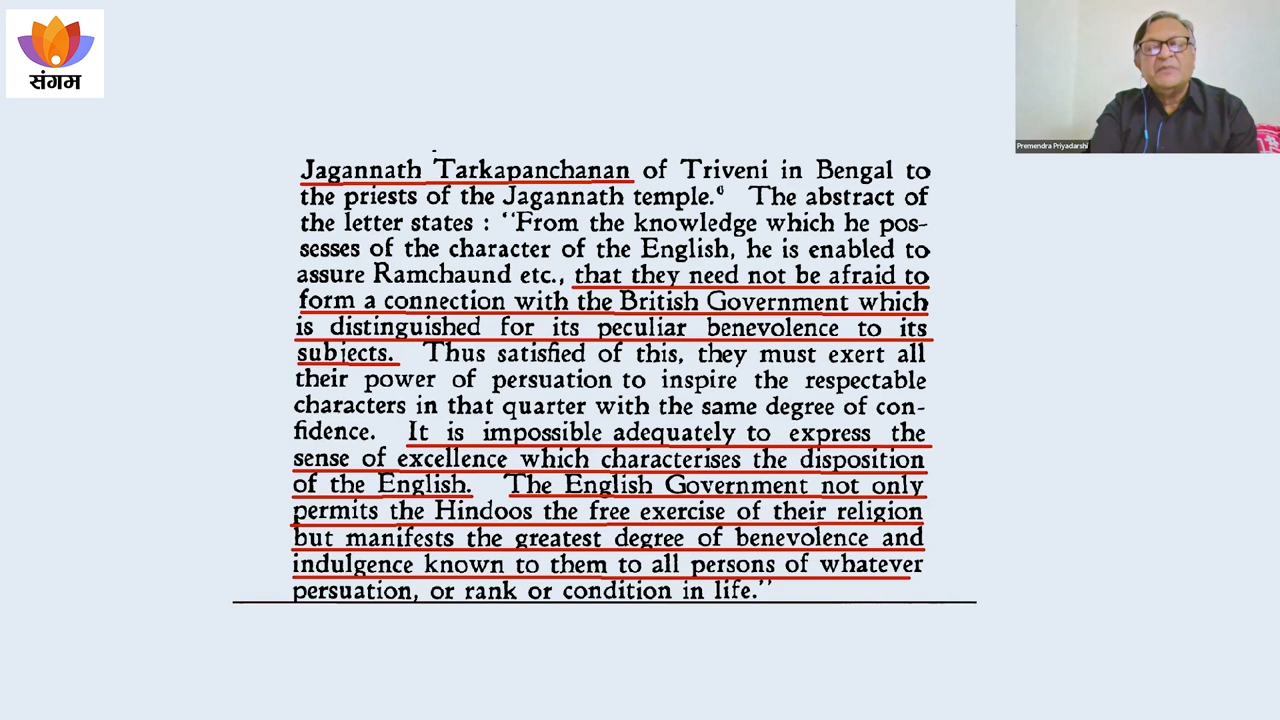 संगम
Premendra Priyadarshi
Jagannath Tarkapanchanan of Triveni in Bengal to
the priests of the Jagannath temple.⁶ The abstract of
the letter states : “From the knowledge which he pos-
sesses of the character of the English, he is enabled to
assure Ramchaund etc., that they need not be afraid to
form a connection with the British Government which
is distinguished for its peculiar benevolence to its
subjects. Thus satisfied of this, they must exert all
their power of persuation to inspire the respectable
characters in that quarter with the same degree of con-
fidence. It is impossible adequately to express the
sense of excellence which characterises the disposition
of the English. The English Government not only
permits the Hindoos the free exercise of their religion
but manifests the greatest degree of benevolence and
indulgence known to them to all persons of whatever
persuation, or rank or condition in life.”